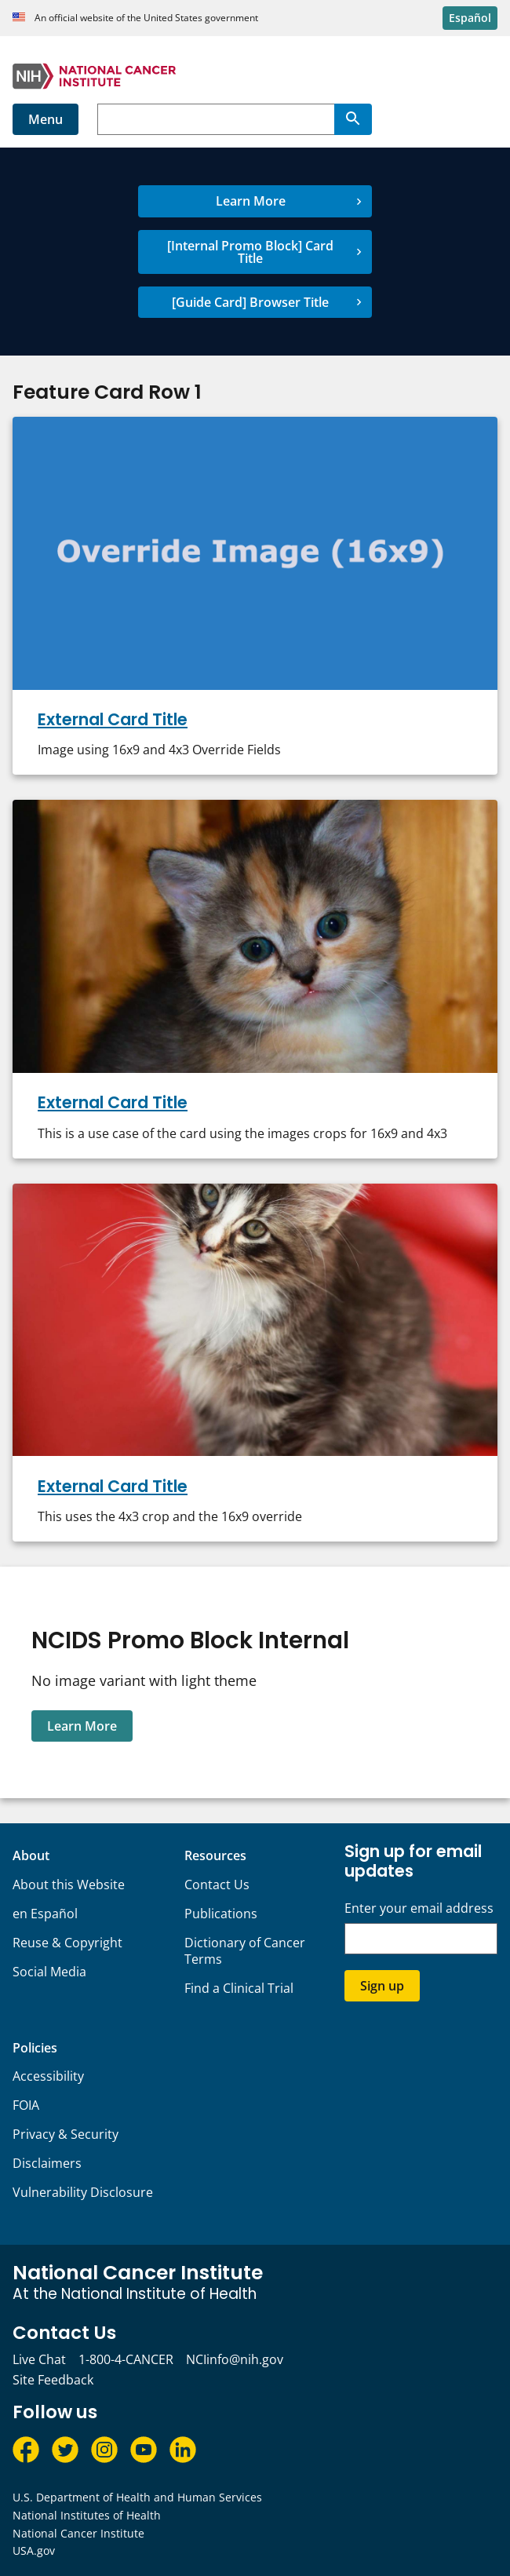 An official website of the United States government
Español
NIH
NATIONAL CANCER
INSTITUTE
Menu
Learn More
[Internal Promo Block] Card
Title
[Guide Card] Browser Title
Feature Card Row 1
Override Image (16x9)
External Card Title
Image using 16x9 and 4x3 Override Fields
External Card Title
This is a use case of the card using the images crops for 16x9 and 4x3
External Card Title
This uses the 4x3 crop and the 16x9 override
NCIDS Promo Block Internal
No image variant with light theme
Learn More
About
About this Website
en Español
Reuse & Copyright
Social Media
Resources
Contact Us
Publications
Dictionary of Cancer
Terms
Find a Clinical Trial
Sign up for email
updates
Enter your email address
Sign up
Policies
Accessibility
FOIA
Privacy & Security
Disclaimers
Vulnerability Disclosure
National Cancer Institute
At the National Institute of Health
Contact Us
Live Chat 1-800-4-CANCER NCIinfo@nih.gov
Site Feedback
Follow us
U.S. Department of Health and Human Services
National Institutes of Health
National Cancer Institute
USA.gov